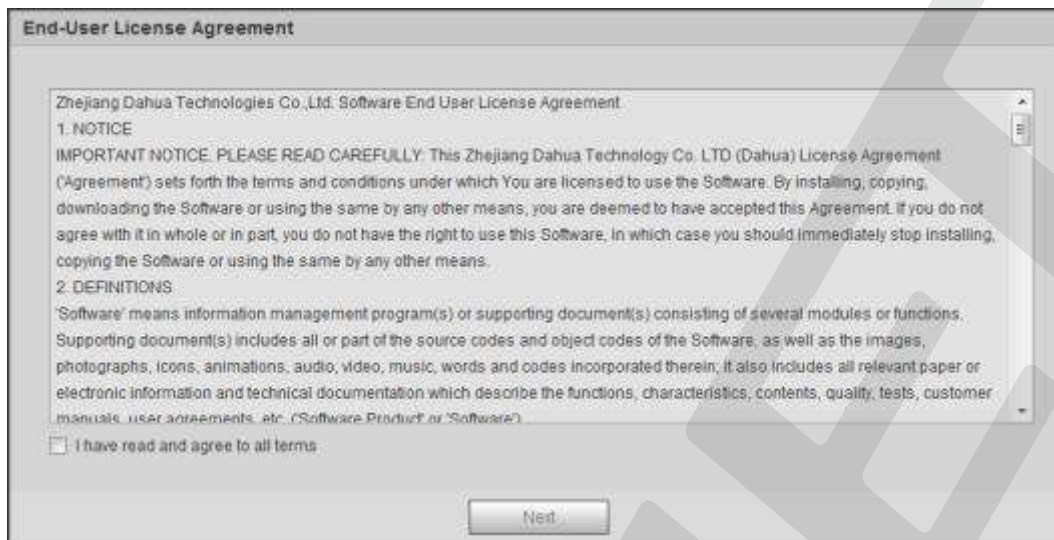 End-User License Agreement
Zhejiang Dahua Technologies Co.,Ltd. Software End User License Agreement
1. NOTICE
IMPORTANT NOTICE, PLEASE READ CAREFULLY: This Zhejiang Dahua Technology Co. LTD (Dahua) License Agreement
('Agreement') sets forth the terms and conditions under which You are licensed to use the Software. By installing, copying,
downloading the Software or using the same by any other means, you are deemed to have accepted this Agreement. If you do not
agree with it in whole or in part, you do not have the right to use this Software, in which case you should immediately stop installing,
copying the Software or using the same by any other means.
2. DEFINITIONS
'Software' means information management program(s) or supporting document(s) consisting of several modules or functions.
Supporting document(s) includes all or part of the source codes and object codes of the Software, as well as the images,
photographs, icons, animations, audio, video, music, words and codes incorporated therein; it also includes all relevant paper or
electronic information and technical documentation which describe the functions, characteristics, contents, quality, tests, customer
manuals, user agreements, etc. ('Software Product' or 'Software').
I have read and agree to all terms
Next